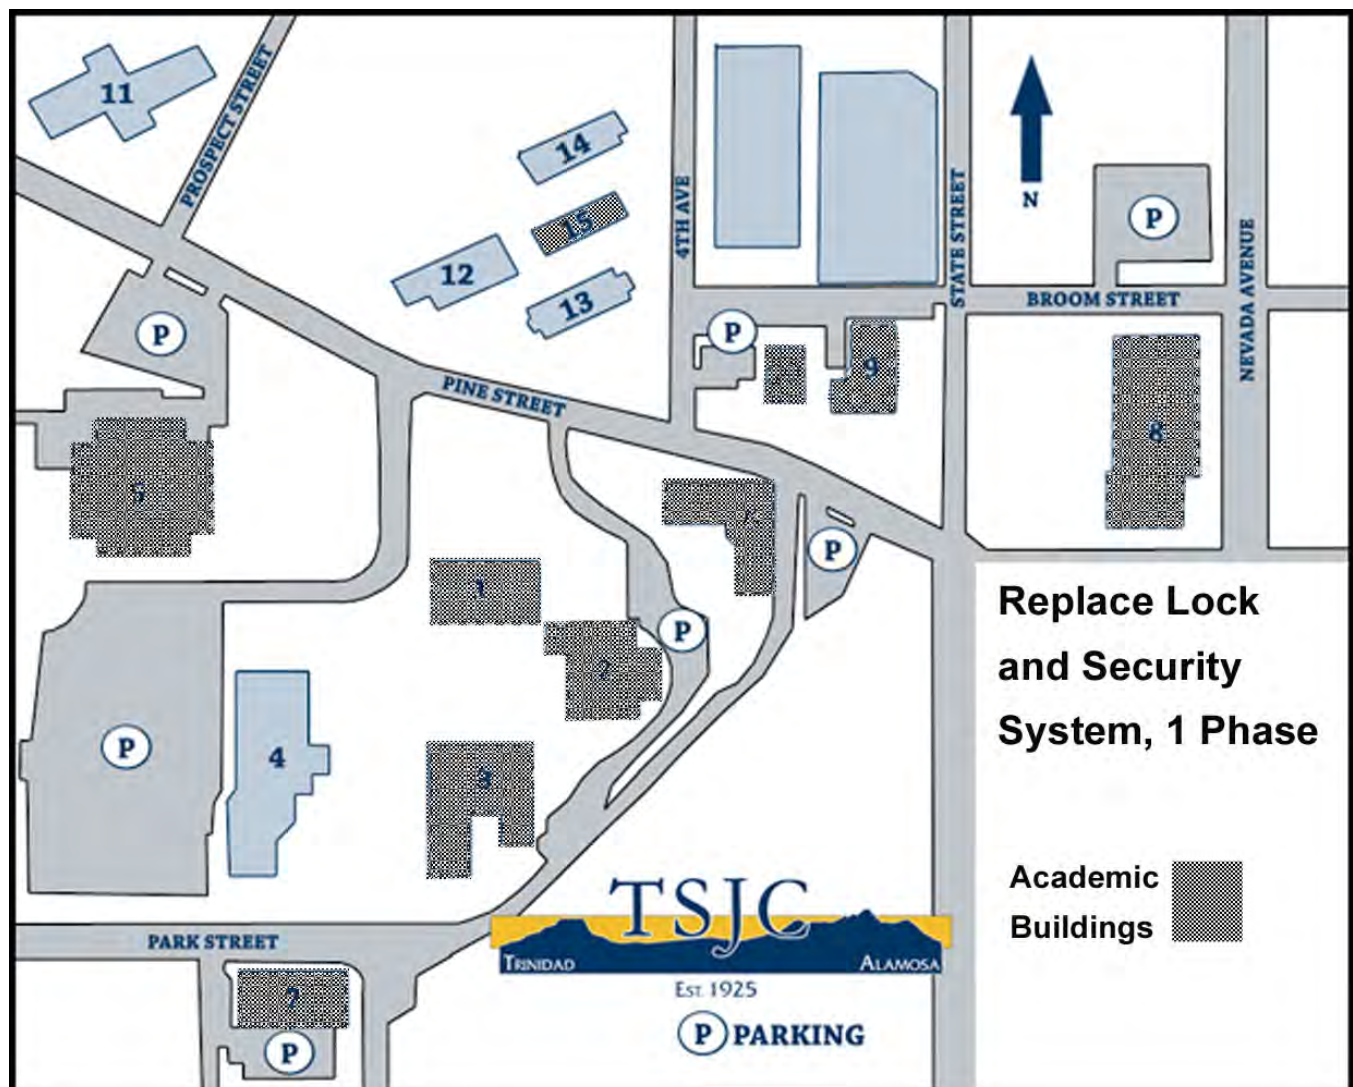 11
PROSPECT STREET
14
15
12
13
4TH AVE
STATE STREET
N
P
NEVADA AVENUE
BROOM STREET
P
P
9
PINE STREET
8
P
1
2
P
3
4
P
Replace Lock
and Security
System, 1 Phase
Academic
Buildings
TSJC
TRINIDAD ALAMOSA
EST. 1925
P PARKING
PARK STREET
7
P